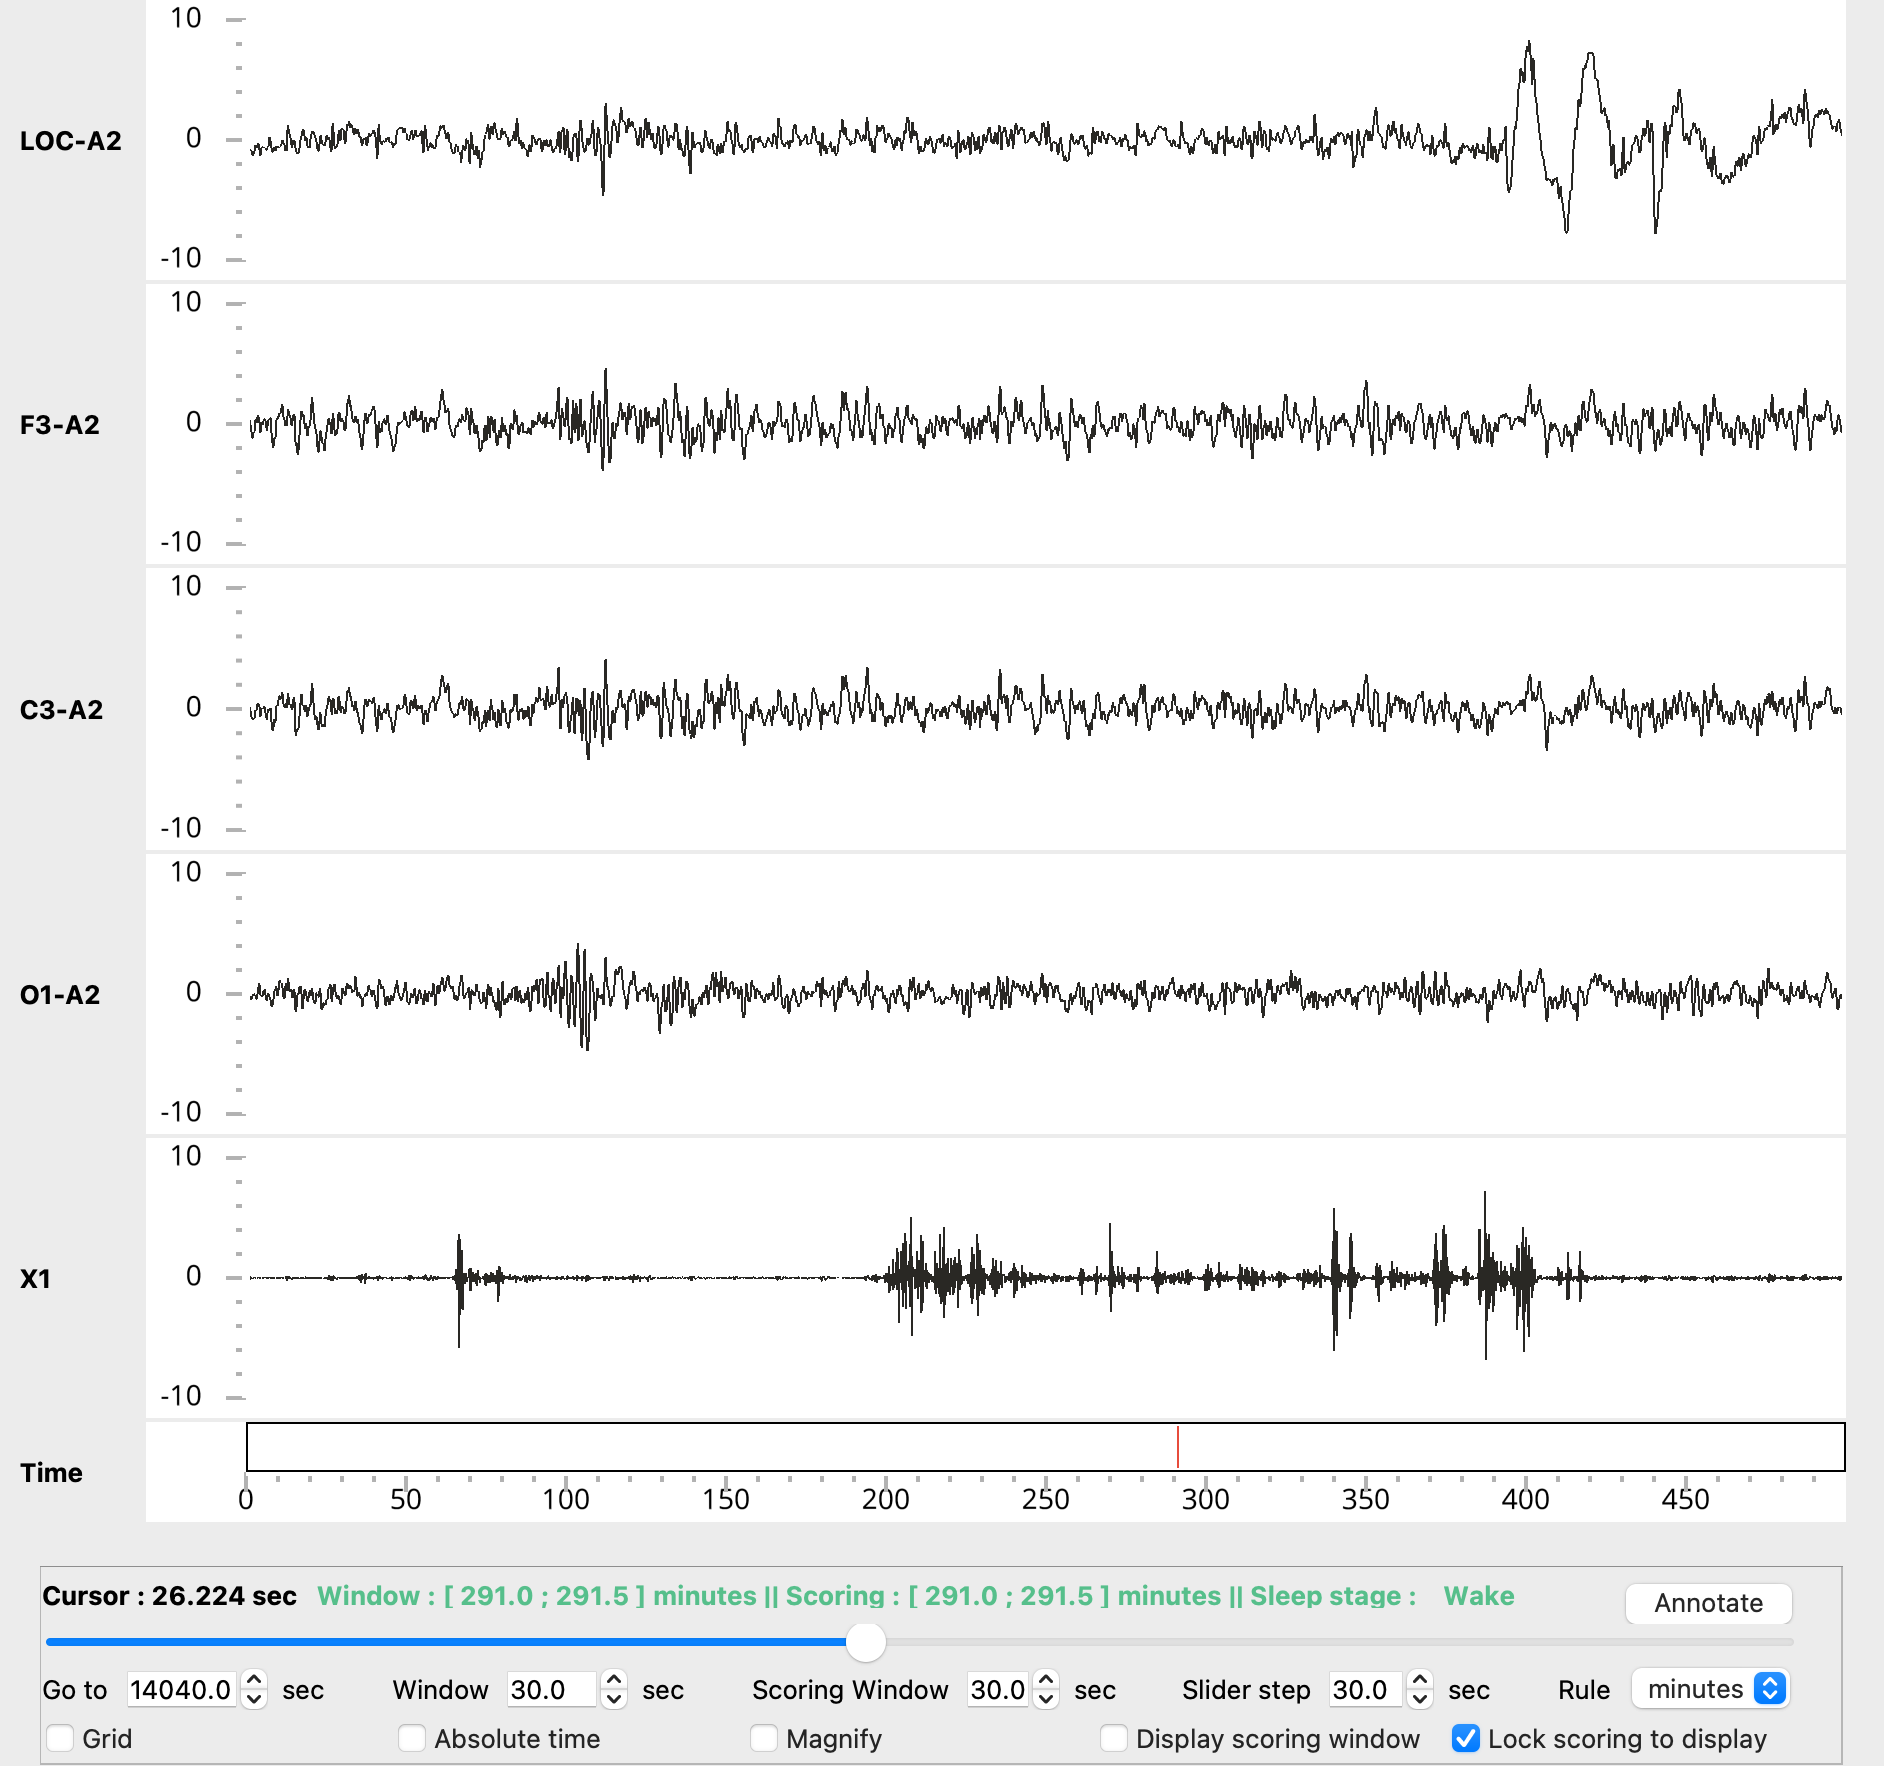 10
LOC-A2 0
-10
10
F3-A2 0
-10
10
C3-A2 0
-10
10
O1-A2 0
-10
10
X1 0
-10
Time
0 50 100 150 200 250 300 350 400 450
Cursor : 26.224 sec Window : [ 291.0 ; 291.5 ] minutes || Scoring : [ 291.0 ; 291.5 ] minutes || Sleep stage : Wake Annotate
Go to 14040.0 sec Window 30.0 sec Scoring Window 30.0 sec Slider step 30.0 sec Rule minutes
Grid Absolute time Magnify Display scoring window Lock scoring to display